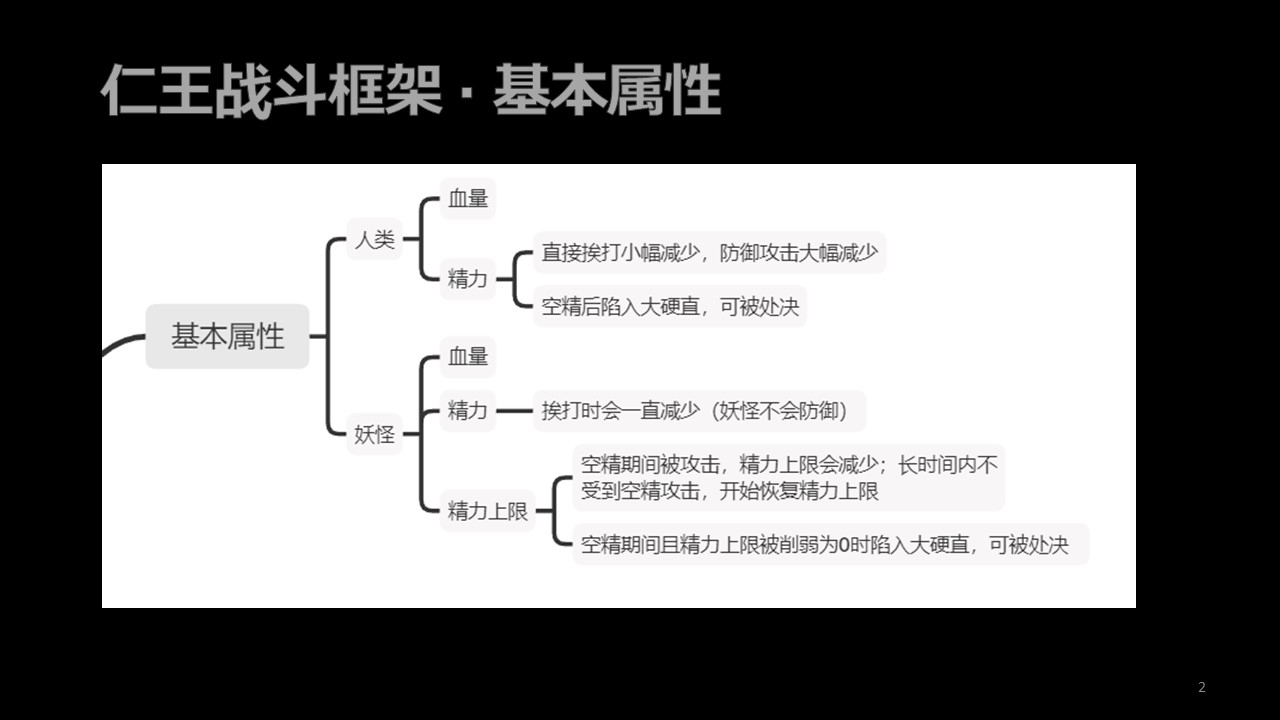 仁王战斗框架 · 基本属性
基本属性
人类
血量
精力
直接挨打小幅减少，防御攻击大幅减少
空精后陷入大硬直，可被处决
妖怪
血量
精力
挨打时会一直减少（妖怪不会防御）
精力上限
空精期间被攻击，精力上限会减少；长时间内不
受到空精攻击，开始恢复精力上限
空精期间且精力上限被削弱为0时陷入大硬直，可被处决
2